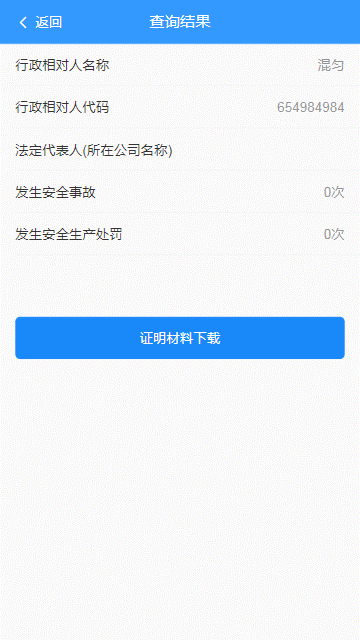 返回 查询结果
行政相对人名称 混匀
行政相对人代码 654984984
法定代表人(所在公司名称)
发生安全事故 0次
发生安全生产处罚 0次
证明材料下载